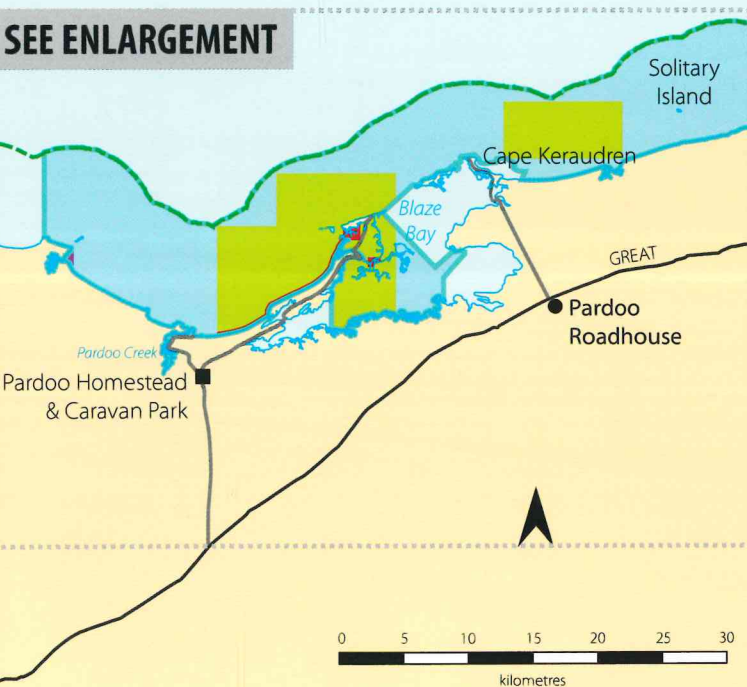 SEE ENLARGEMENT
Solitary
Island
Cape Keraudren
Blaze
Bay
GREAT
Pardoo
Roadhouse
Pardoo Creek
Pardoo Homestead
& Caravan Park
0 5 10 15 20 25 30
kilometres